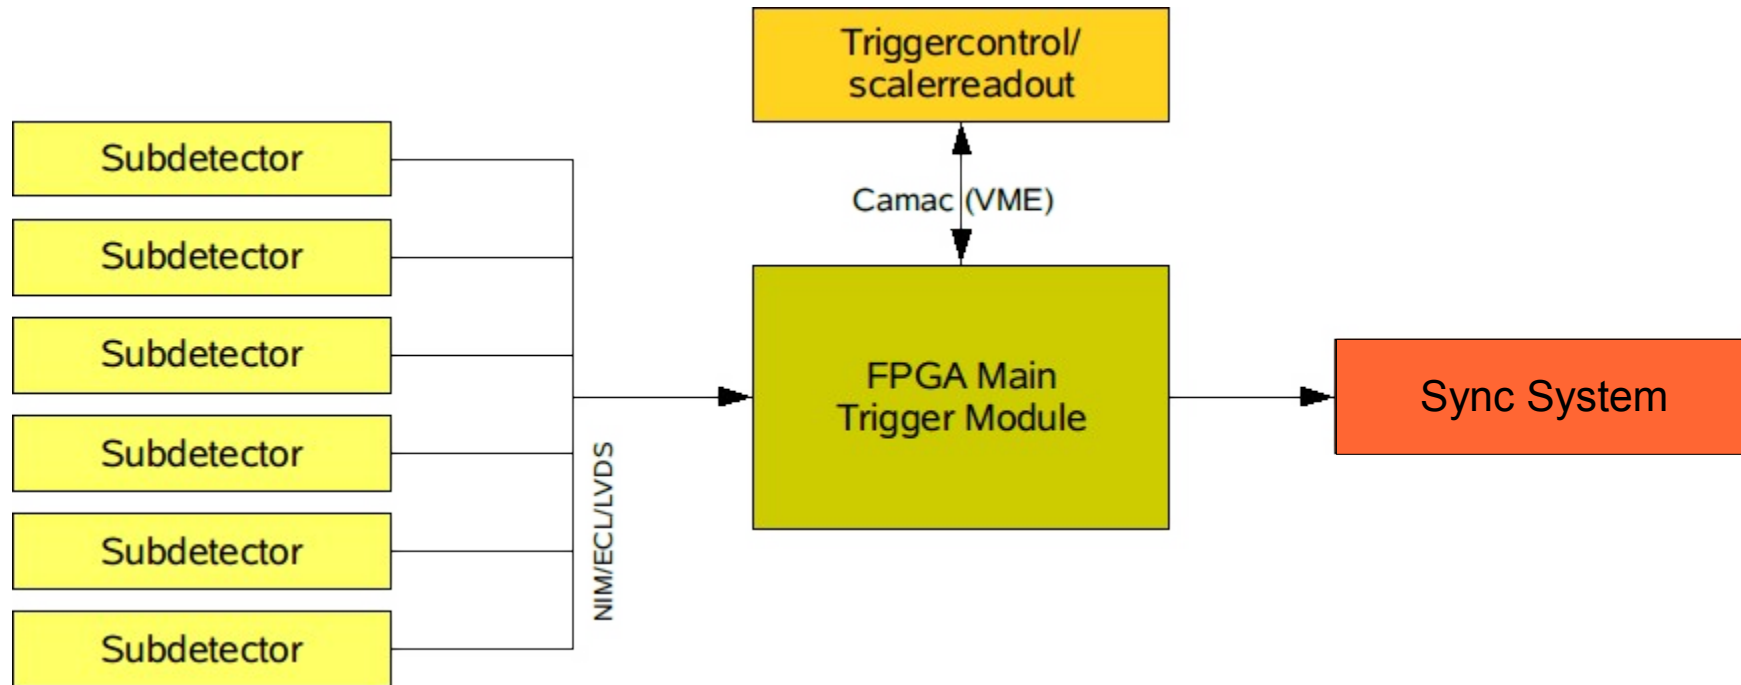 Triggercontrol/
scalerreadout
Subdetector
Subdetector
Subdetector
Subdetector
Subdetector
Subdetector
NIM/ECL/LVDS
Camac (VME)
FPGA Main
Trigger Module
Sync System